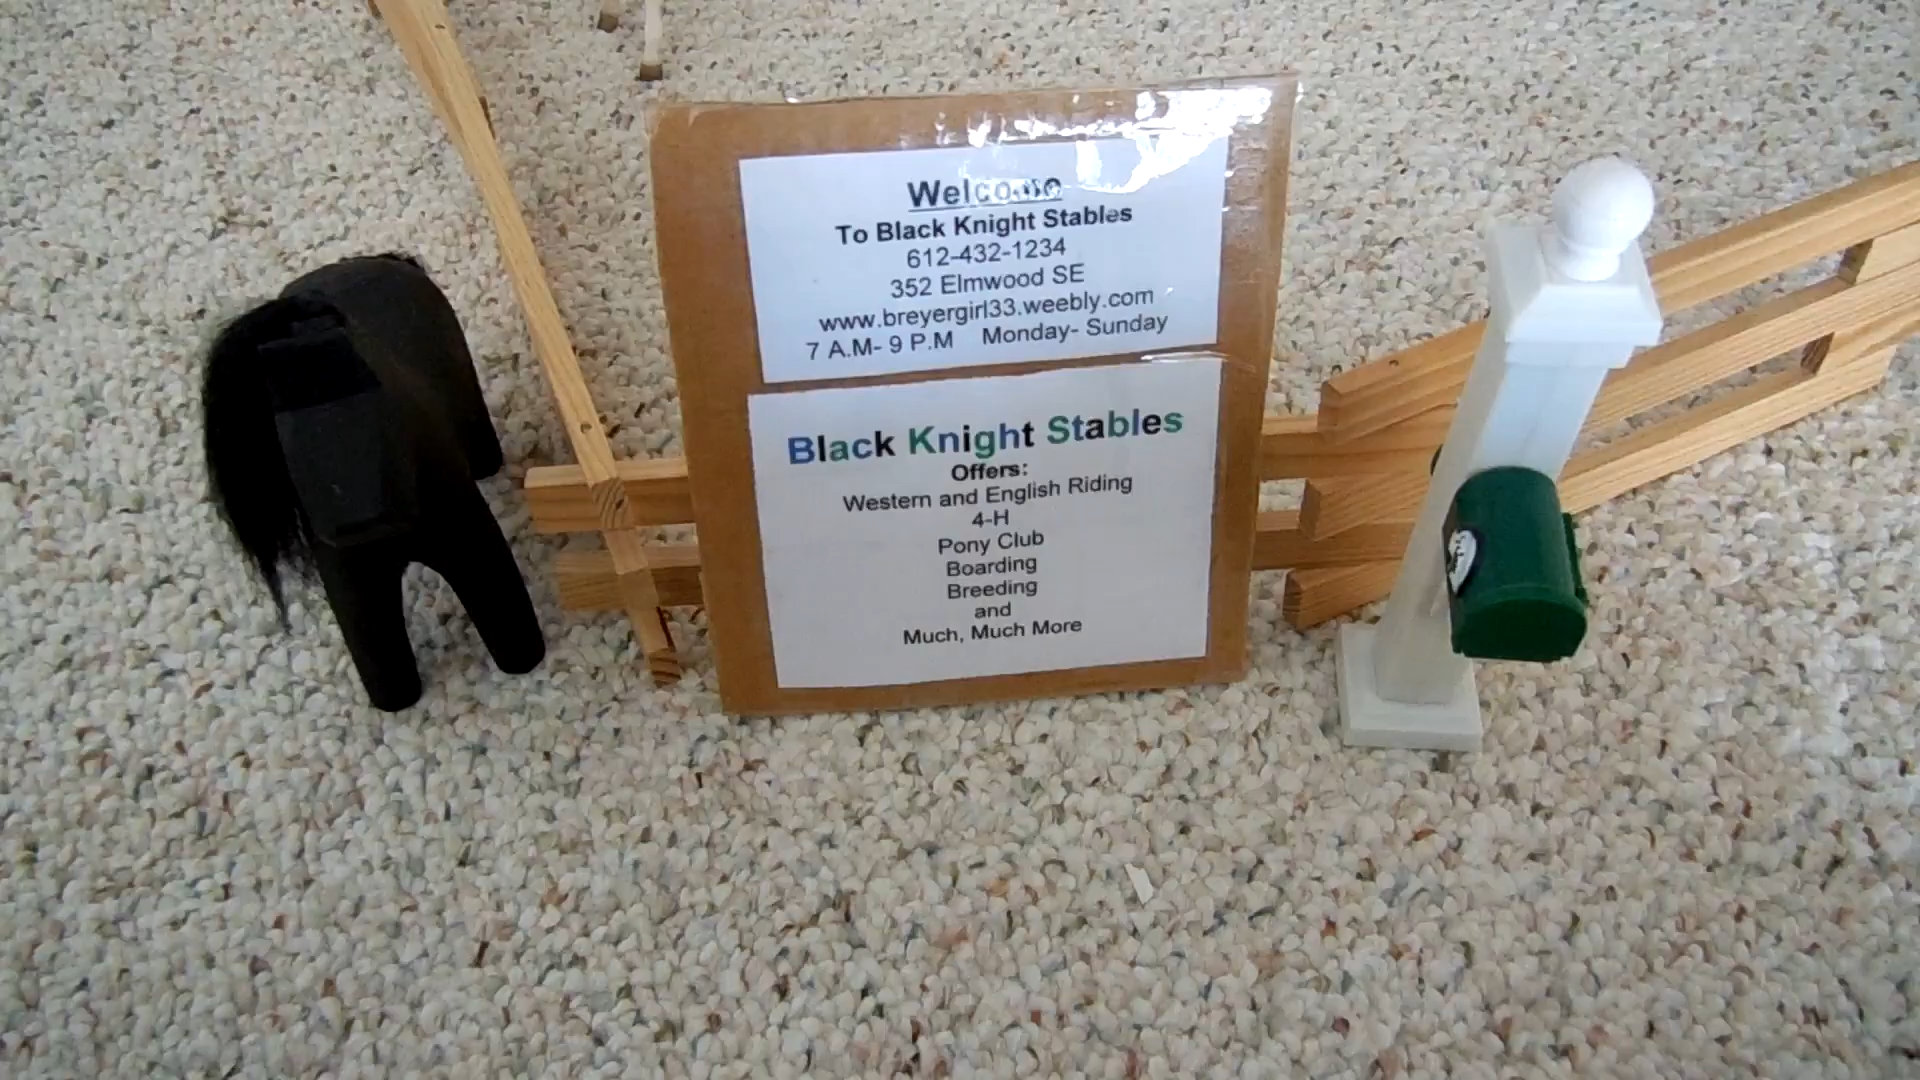 Welcome
To Black Knight Stables
612-432-1234
352 Elmwood SE
www.breyergirl33.weebly.com
7 A.M- 9 P.M Monday- Sunday
Black Knight Stables
Offers:
Western and English Riding
4-H
Pony Club
Boarding
Breeding
and
Much, Much More